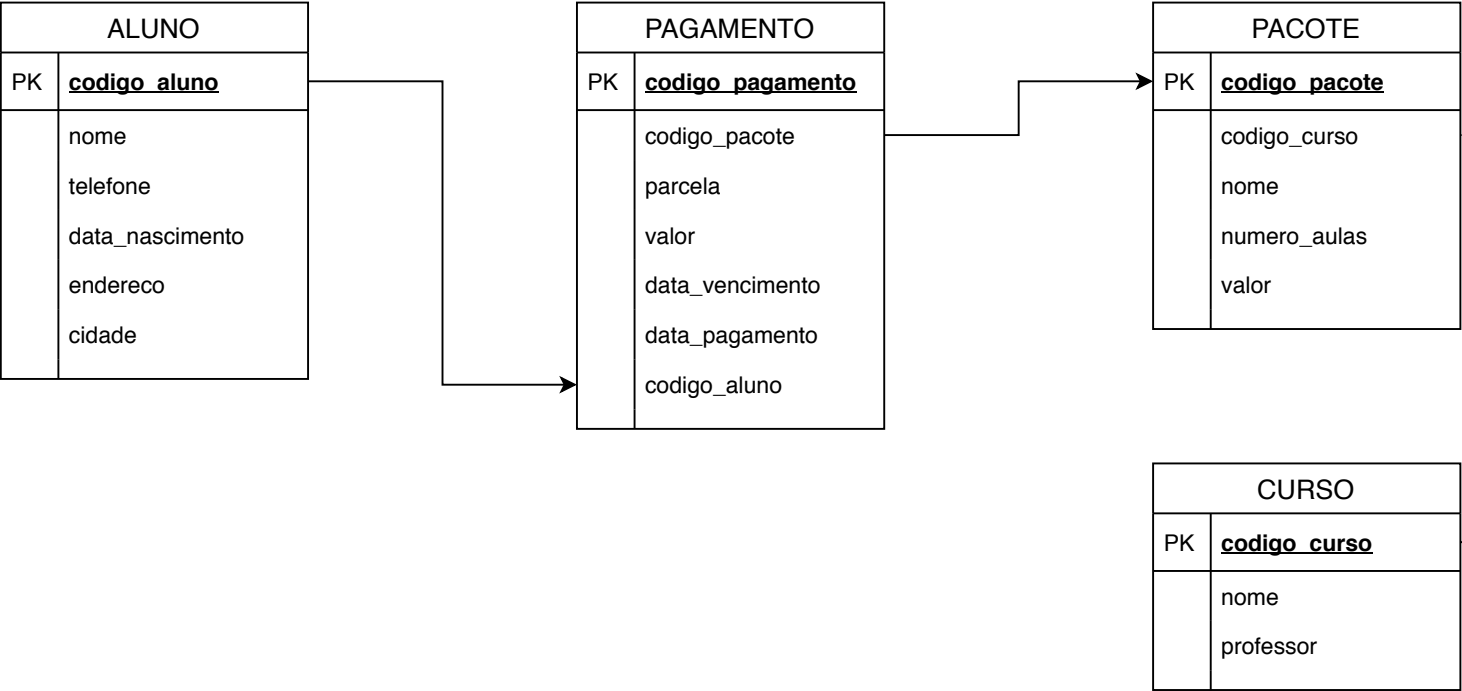 ALUNO
PK codigo_aluno
nome
telefone
data_nascimento
endereco
cidade
PAGAMENTO
PK codigo_pagamento
codigo_pacote
parcela
valor
data_vencimento
data_pagamento
codigo_aluno
PACOTE
PK codigo_pacote
codigo_curso
nome
numero_aulas
valor
CURSO
PK codigo_curso
nome
professor